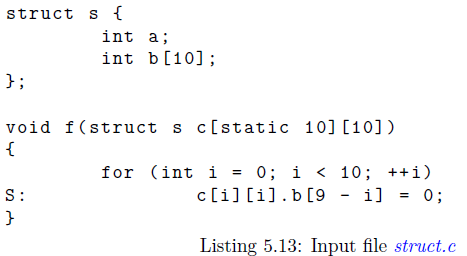 struct s {
        int a;
        int b[10];
};

void f(struct s c[static 10][10])
{
        for (int i = 0; i < 10; ++i)
S:              c[i][i].b[9 - i] = 0;
}
Listing 5.13: Input file struct.c